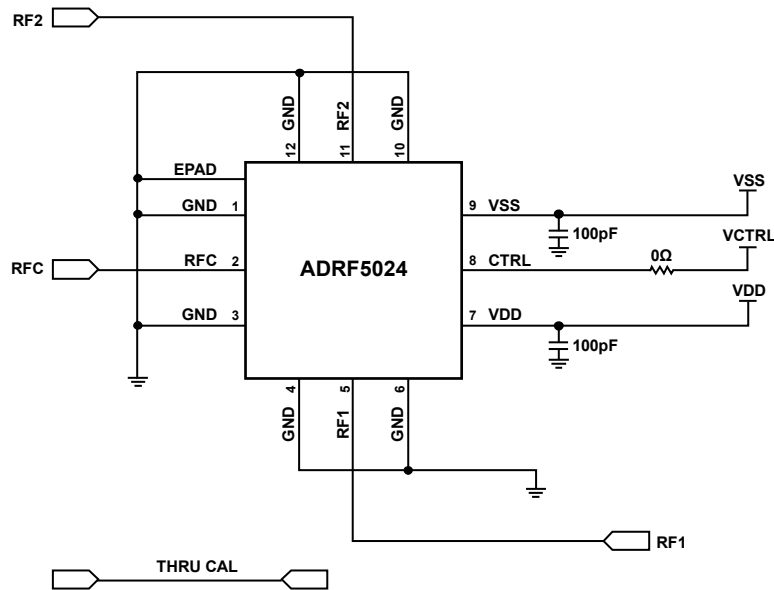 RF2
GND
RF2
GND
12
11
10
EPAD
GND 1
RFC
RFC 2
GND 3
ADRF5024
9 VSS
VSS
100pF
VCTRL
8 CTRL
0Ω
VDD
7 VDD
100pF
4
5
6
GND
RF1
GND
RF1
THRU CAL